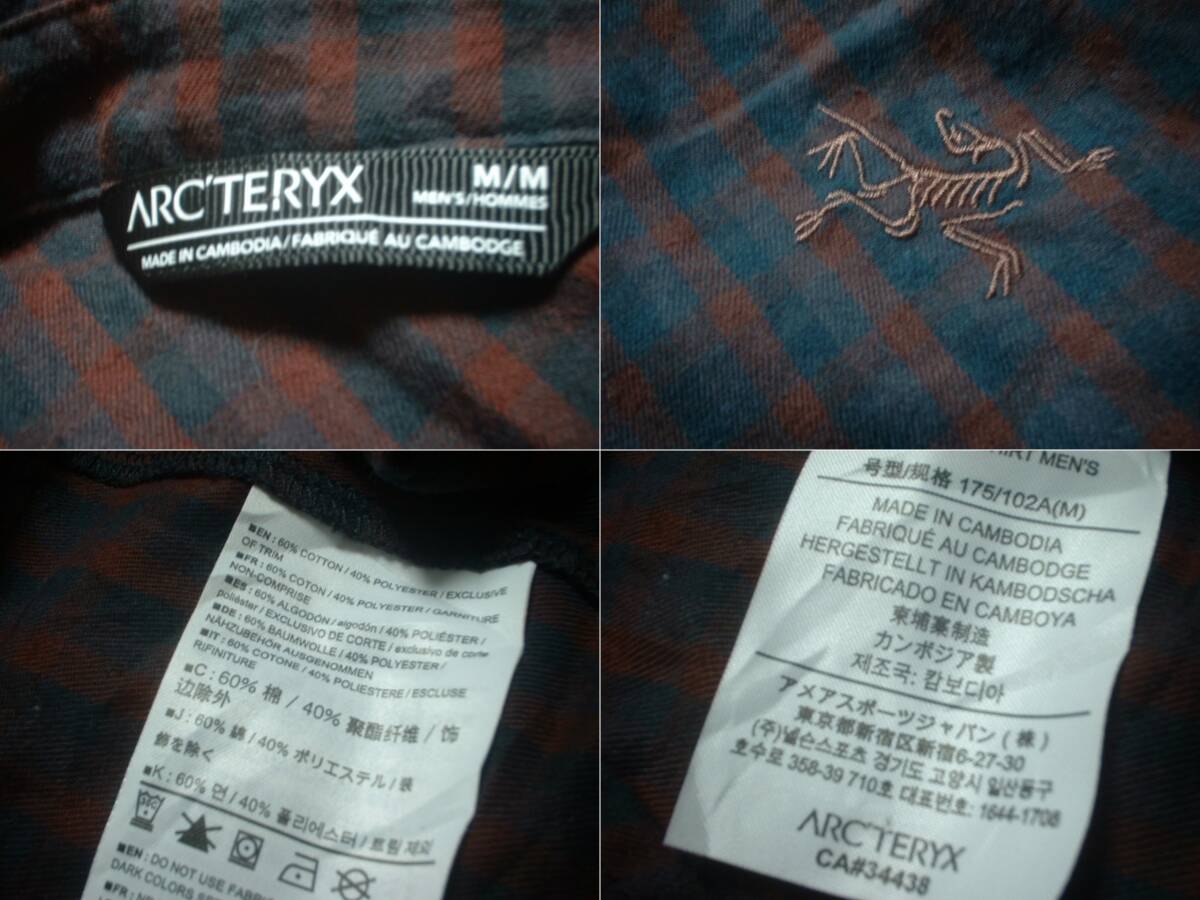 ARC'TERYX
M/M
MEN'S/HOMMES
MADE IN CAMBODIA/FABRIQUÉ AU CAMBODGE
■EN : 60% COTTON / 40% POLYESTER / EXCLUSIVE
OF TRIM
■FR : 60% COTON / 40% POLYESTER / GARNITURE
NON-COMPRISE
■ES : 60% ALGODÓN / algodón / 40% POLIÉSTER /
poliéster / EXCLUSIVO DE CORTE / exclusivo de corte
■DE : 60% BAUMWOLLE / 40% POLYESTER /
NÄHZUBEHÖR AUSGENOMMEN
■IT : 60% COTONE / 40% POLIESTERE / ESCLUSE
RIFINITURE
■C : 60% 棉 / 40% 聚酯纤维 / 饰
边除外
■J : 60% 綿 / 40% ポリエステル / 装
飾を除く
■K : 60% 면 / 40% 폴리에스터 / 트림 제외
■EN : DO NOT USE FABRI
DARK COLORS
■FR :
SHIRT MEN'S
号型/规格 175/102A(M)
MADE IN CAMBODIA
FABRIQUÉ AU CAMBODGE
HERGESTELLT IN KAMBODSCHA
FABRICADO EN CAMBOYA
柬埔寨制造
カンボジア製
제조국: 캄보디아
アメアスポーツジャパン (株)
東京都新宿区新宿6-27-30
(주)넬슨스포츠 경기도 고양시 일산동구
호수로 358-39 710호 대표번호: 1644-1708
ARC'TERYX
CA#34438